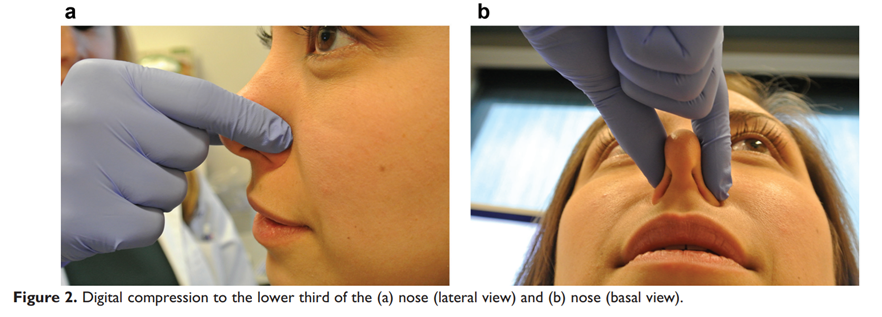 a
b
Figure 2. Digital compression to the lower third of the (a) nose (lateral view) and (b) nose (basal view).